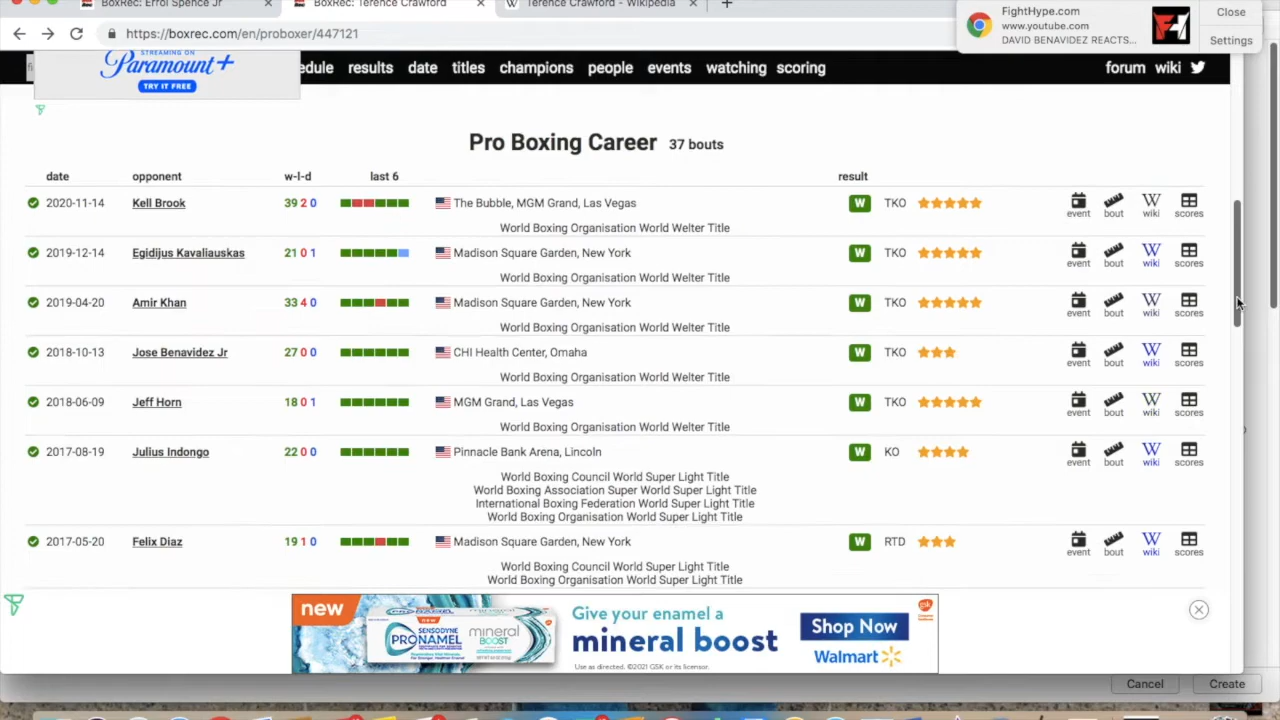 BoxRec: Errol Spence Jr
BoxRec: Terence Crawford
Terence Crawford - Wikipedia
FightHype.com
www.youtube.com
DAVID BENAVIDEZ REACTS...
Close
Settings
https://boxrec.com/en/proboxer/447121
STREAMING ON
Paramount+
TRY IT FREE
results date titles champions people events watching scoring forum wiki
Pro Boxing Career 37 bouts
date opponent w-l-d last 6 result
2020-11-14 Kell Brook 39 2 0 The Bubble, MGM Grand, Las Vegas W TKO event bout wiki scores
World Boxing Organisation World Welter Title
2019-12-14 Egidijus Kavaliauskas 21 0 1 Madison Square Garden, New York W TKO event bout wiki scores
World Boxing Organisation World Welter Title
2019-04-20 Amir Khan 33 4 0 Madison Square Garden, New York W TKO event bout wiki scores
World Boxing Organisation World Welter Title
2018-10-13 Jose Benavidez Jr 27 0 0 CHI Health Center, Omaha W TKO event bout wiki scores
World Boxing Organisation World Welter Title
2018-06-09 Jeff Horn 18 0 1 MGM Grand, Las Vegas W TKO event bout wiki scores
World Boxing Organisation World Welter Title
2017-08-19 Julius Indongo 22 0 0 Pinnacle Bank Arena, Lincoln W KO event bout wiki scores
World Boxing Council World Super Light Title
World Boxing Association Super World Super Light Title
International Boxing Federation World Super Light Title
World Boxing Organisation World Super Light Title
2017-05-20 Felix Diaz 19 1 0 Madison Square Garden, New York W RTD event bout wiki scores
World Boxing Council World Super Light Title
World Boxing Organisation World Super Light Title
new
SENSODYNE
PRONAMEL
mineral
BOOST
Give your enamel a
mineral boost
Use as directed. ©2021 GSK or its licensor.
Shop Now
Walmart
gsk
Cancel
Create